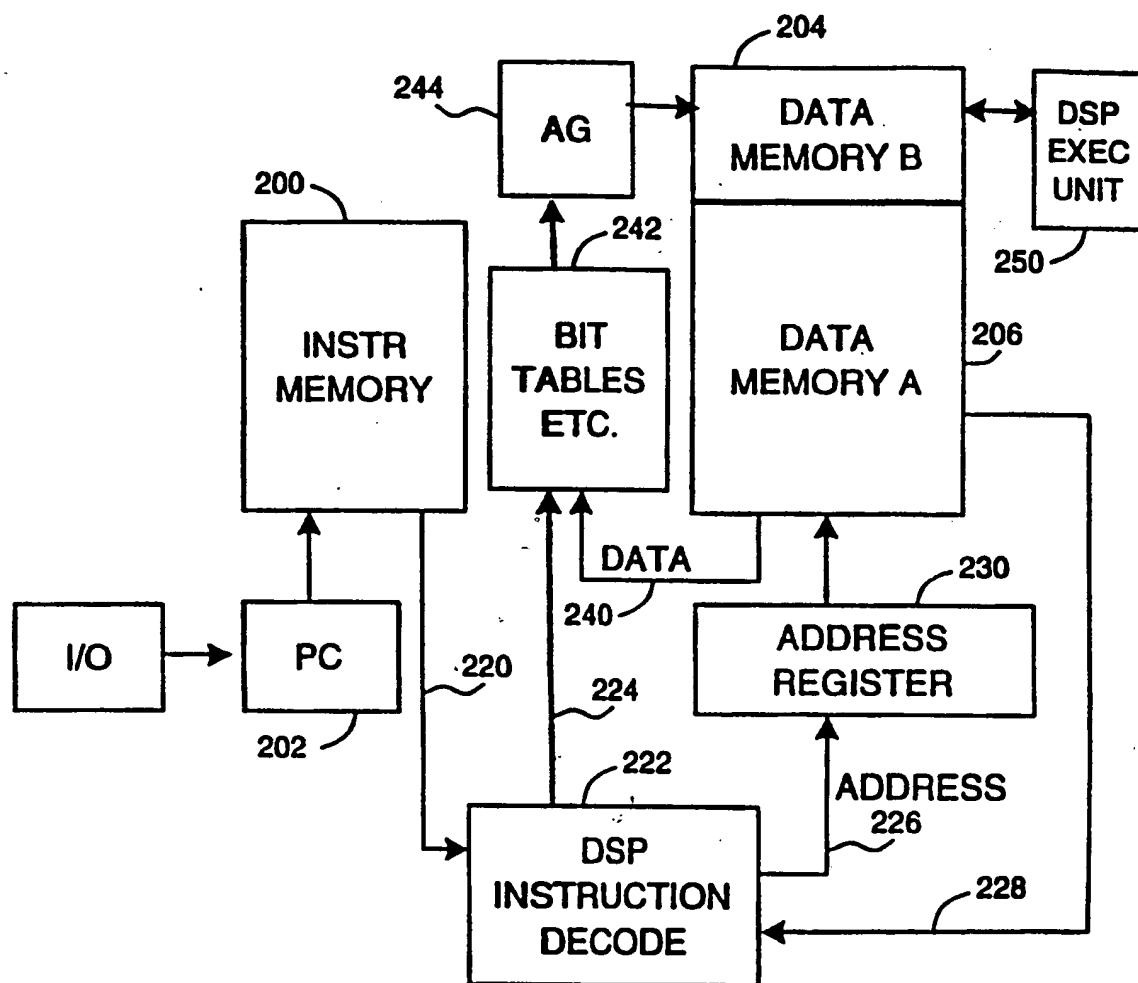 204
244
AG
DATA
MEMORY B
DSP
EXEC
UNIT
200
242
250
INSTR
MEMORY
BIT
TABLES
ETC.
DATA
MEMORY A
206
DATA
240
230
I/O
PC
220
224
ADDRESS
REGISTER
202
222
ADDRESS
226
DSP
INSTRUCTION
DECODE
228